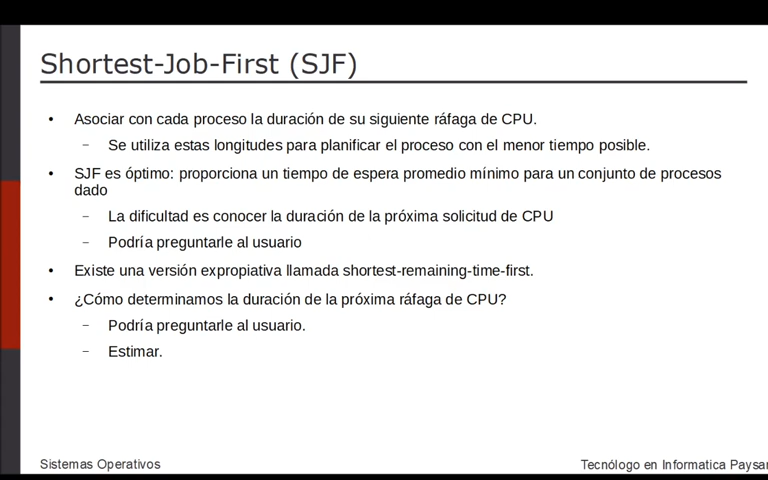 Shortest-Job-First (SJF)
• Asociar con cada proceso la duración de su siguiente ráfaga de CPU.
– Se utiliza estas longitudes para planificar el proceso con el menor tiempo posible.
• SJF es óptimo: proporciona un tiempo de espera promedio mínimo para un conjunto de procesos
dado
– La dificultad es conocer la duración de la próxima solicitud de CPU
– Podría preguntarle al usuario
• Existe una versión expropiativa llamada shortest-remaining-time-first.
• ¿Cómo determinamos la duración de la próxima ráfaga de CPU?
– Podría preguntarle al usuario.
– Estimar.
Sistemas Operativos
Tecnólogo en Informatica Paysan